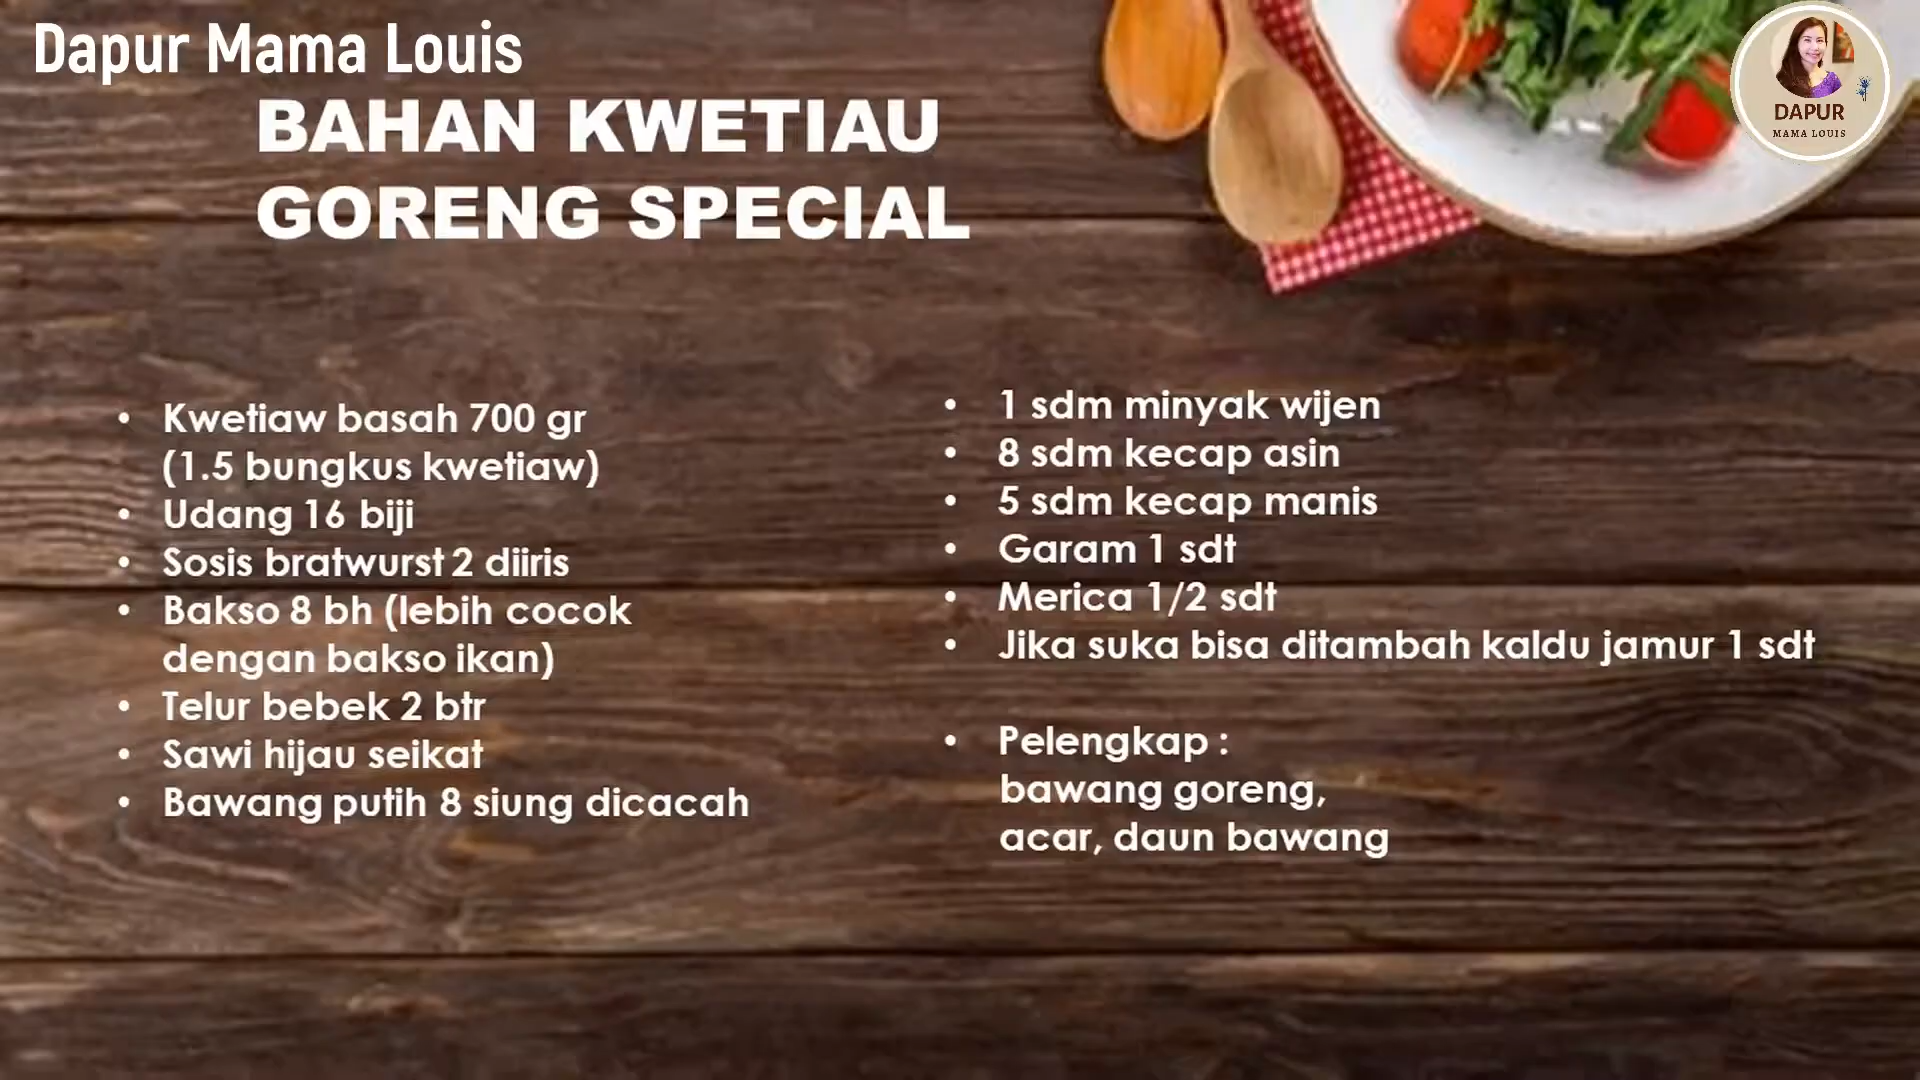 Dapur Mama Louis
BAHAN KWETIAU
GORENG SPECIAL
• Kwetiaw basah 700 gr
(1.5 bungkus kwetiaw)
• Udang 16 biji
• Sosis bratwurst 2 diiris
• Bakso 8 bh (lebih cocok
dengan bakso ikan)
• Telur bebek 2 btr
• Sawi hijau seikat
• Bawang putih 8 siung dicacah
• 1 sdm minyak wijen
• 8 sdm kecap asin
• 5 sdm kecap manis
• Garam 1 sdt
• Merica 1/2 sdt
• Jika suka bisa ditambah kaldu jamur 1 sdt
• Pelengkap :
bawang goreng,
acar, daun bawang
DAPUR
MAMA LOUIS